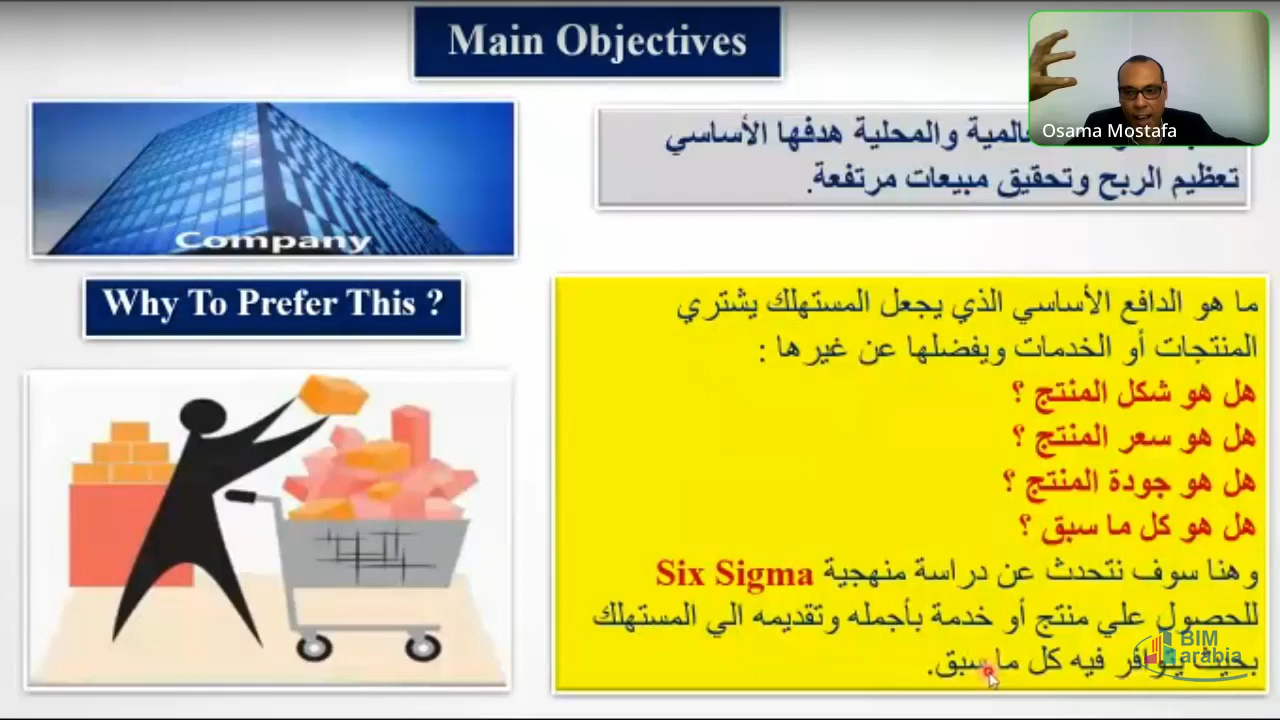 Main Objectives
Osama Mostafa
والمحلية هدفها الأساسي
تعظيم الربح وتحقيق مبيعات مرتفعة.
Company
Why To Prefer This ?
ما هو الدافع الأساسي الذي يجعل المستهلك يشتري
المنتجات أو الخدمات ويفضلها عن غيرها :
هل هو شكل المنتج ؟
هل هو سعر المنتج ؟
هل هو جودة المنتج ؟
هل هو كل ما سبق ؟
وهنا سوف نتحدث عن دراسة منهجية Six Sigma
للحصول علي منتج أو خدمة بأجمله وتقديمه الي المستهلك
بحيث يتوافر فيه كل ما سبق.
BIM
arabia